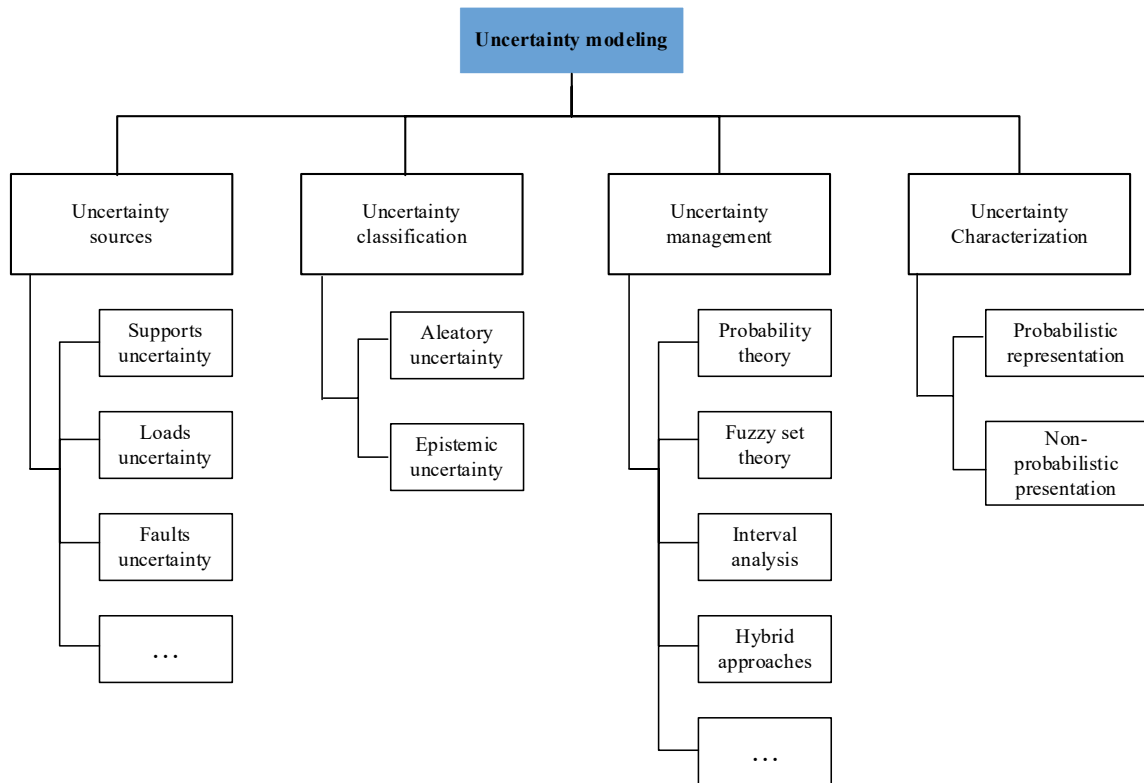 Uncertainty modeling
Uncertainty
sources
Uncertainty
classification
Uncertainty
management
Uncertainty
Characterization
Supports
uncertainty
Loads
uncertainty
Faults
uncertainty
...
Aleatory
uncertainty
Epistemic
uncertainty
Probability
theory
Fuzzy set
theory
Interval
analysis
Hybrid
approaches
...
Probabilistic
representation
Non-
probabilistic
presentation